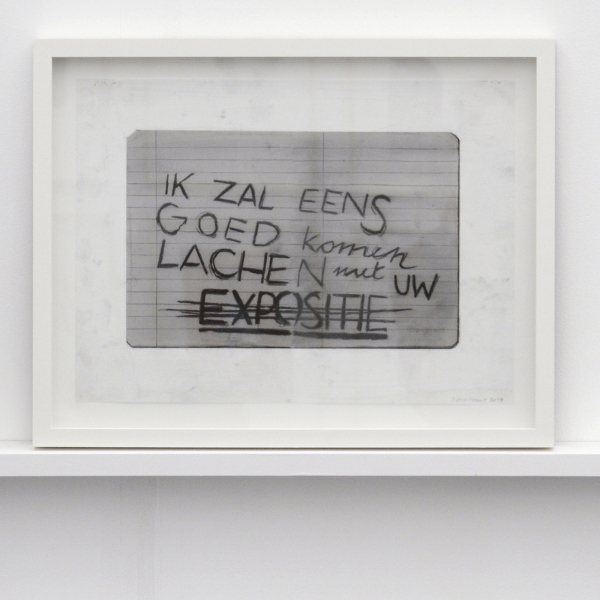 IK ZAL EENS
GOED komen
LACHEN met UW
EXPOSITIE